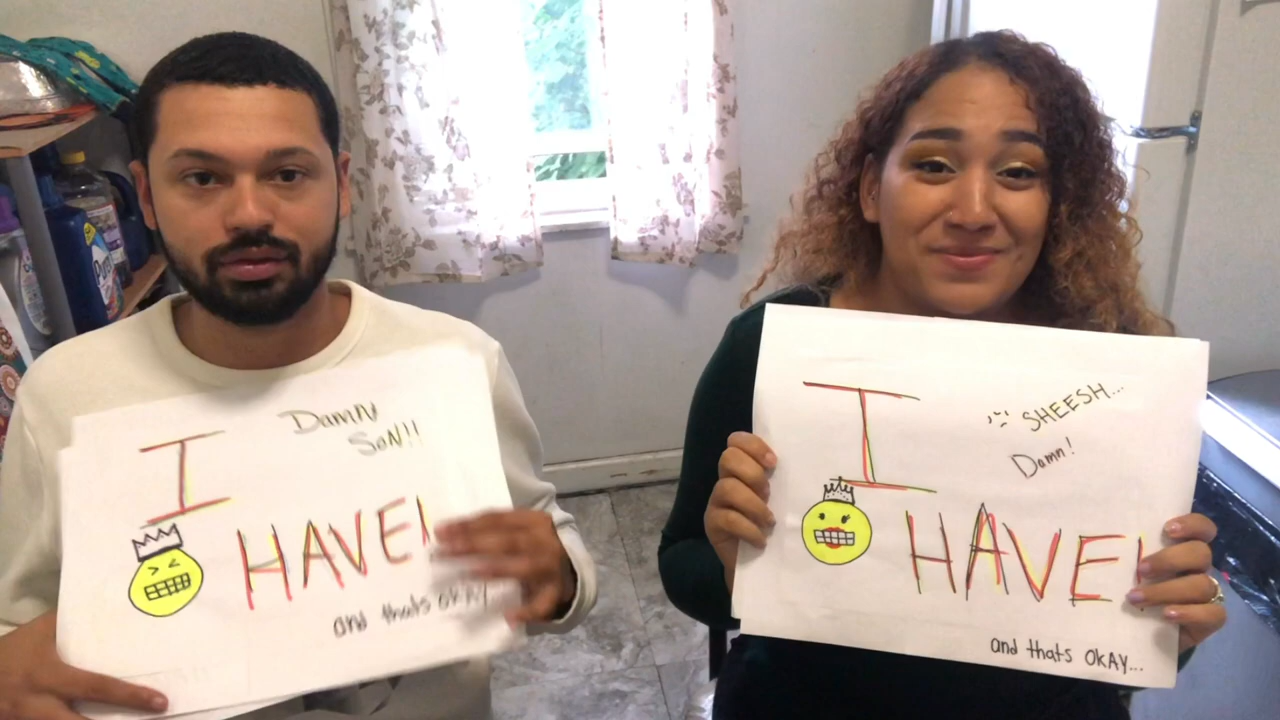 Damn
Son!!
I
HAVE!
and thats okAY...
I
SHEESH...
Damn!
HAVE!
and thats OkAY...